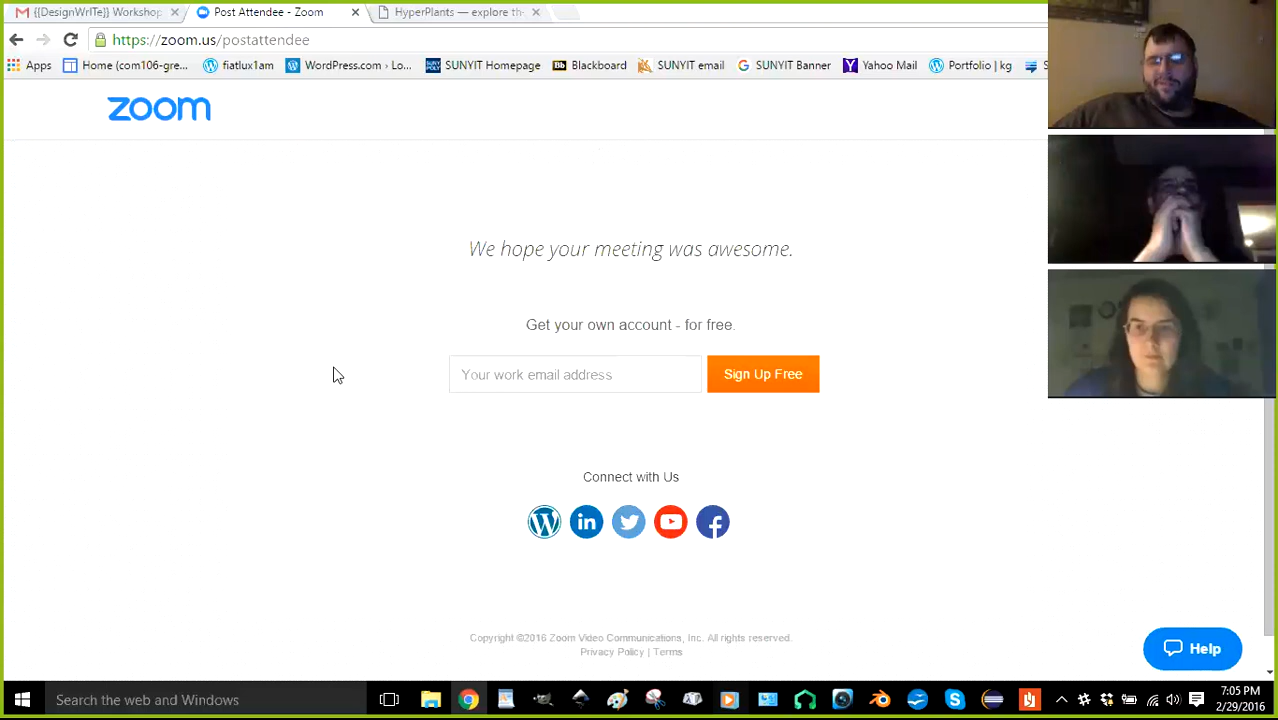 {{DesignWrITe}} Workshop
Post Attendee - Zoom
HyperPlants — explore th
https://zoom.us/postattendee
Apps
Home (com106-gre...
fiatlux1am
WordPress.com › Lo...
SUNYIT Homepage
Bb Blackboard
SUNYIT email
SUNYIT Banner
Yahoo Mail
Portfolio | kg
S
zoom
We hope your meeting was awesome.
Get your own account - for free.
Your work email address
Sign Up Free
Connect with Us
Copyright ©2016 Zoom Video Communications, Inc. All rights reserved.
Privacy Policy | Terms
Help
Search the web and Windows
7:05 PM
2/29/2016